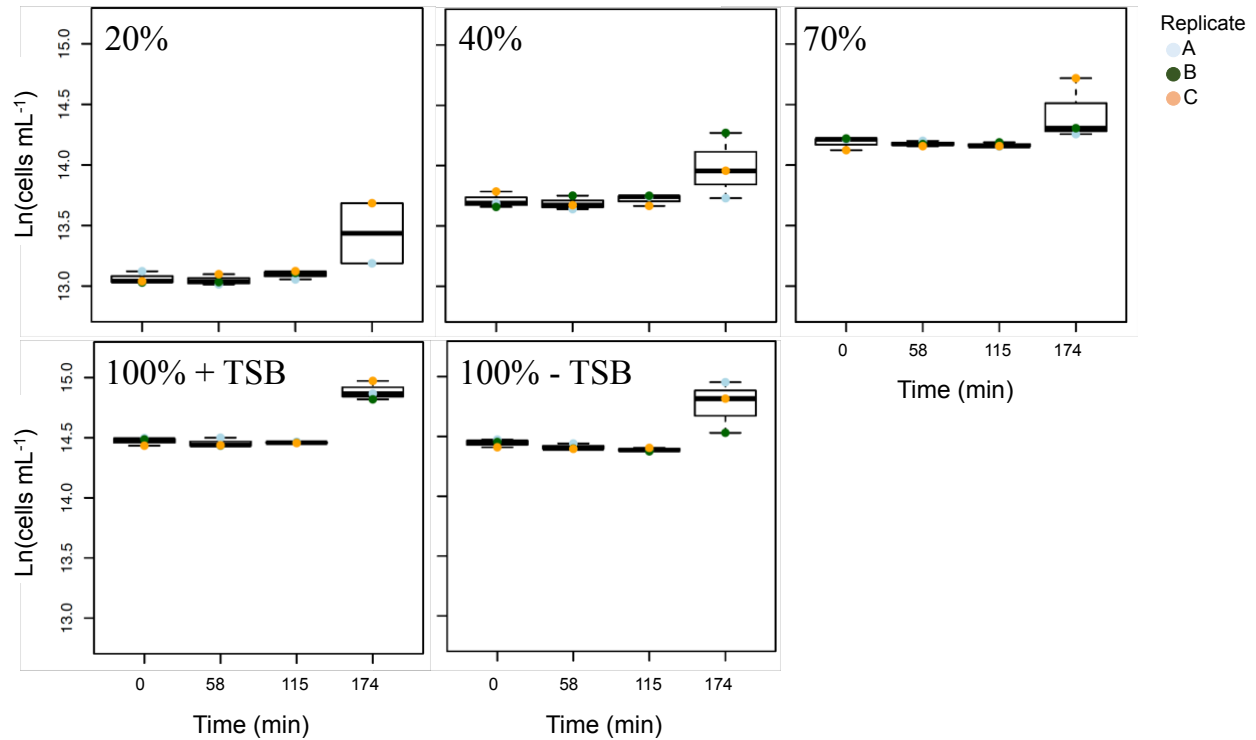 20%
40%
70%
Replicate
A
B
C
Ln(cells mL-1)
15.0
14.5
14.0
13.5
13.0
0
58
115
174
Time (min)
100% + TSB
100% - TSB
Ln(cells mL-1)
15.0
14.5
14.0
13.5
13.0
0
58
115
174
0
58
115
174
Time (min)
Time (min)